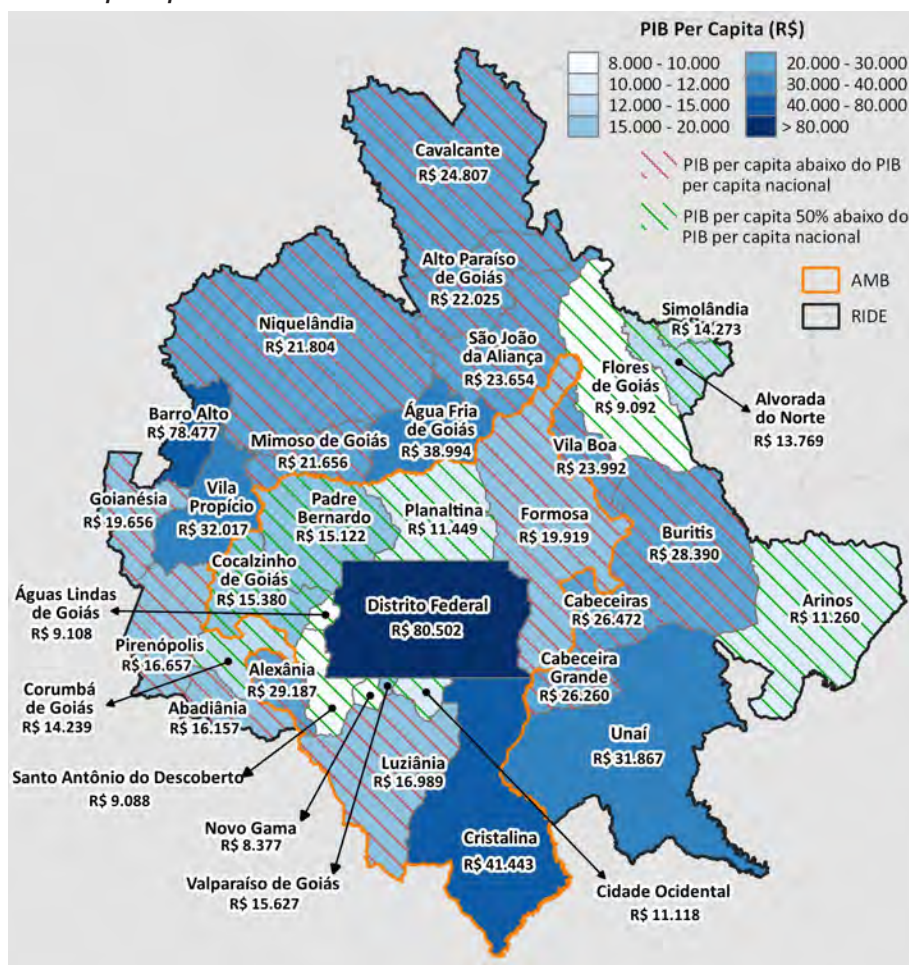 PIB Per Capita (R$)
8.000 - 10.000
10.000 - 12.000
12.000 - 15.000
15.000 - 20.000
20.000 - 30.000
30.000 - 40.000
40.000 - 80.000
> 80.000
PIB per capita abaixo do PIB
per capita nacional
PIB per capita 50% abaixo do
PIB per capita nacional
AMB
RIDE
Cavalcante
R$ 24.807
Alto Paraíso
de Goiás
R$ 22.025
Simolândia
R$ 14.273
Niquelândia
R$ 21.804
São João
da Aliança
R$ 23.654
Flores
de Goiás
R$ 9.092
Alvorada
do Norte
R$ 13.769
Barro Alto
R$ 78.477
Água Fria
de Goiás
R$ 38.994
Mimoso de Goiás
R$ 21.656
Vila Boa
R$ 23.992
Goianésia
R$ 19.656
Vila
Propício
R$ 32.017
Padre
Bernardo
R$ 15.122
Planaltina
R$ 11.449
Formosa
R$ 19.919
Buritis
R$ 28.390
Cocalzinho
de Goiás
R$ 15.380
Águas Lindas
de Goiás
R$ 9.108
Distrito Federal
R$ 80.502
Cabeceiras
R$ 26.472
Arinos
R$ 11.260
Pirenópolis
R$ 16.657
Alexânia
R$ 29.187
Cabeceira
Grande
R$ 26.260
Corumbá
de Goiás
R$ 14.239
Abadiânia
R$ 16.157
Unaí
R$ 31.867
Santo Antônio do Descoberto
R$ 9.088
Luziânia
R$ 16.989
Novo Gama
R$ 8.377
Cristalina
R$ 41.443
Valparaíso de Goiás
R$ 15.627
Cidade Ocidental
R$ 11.118